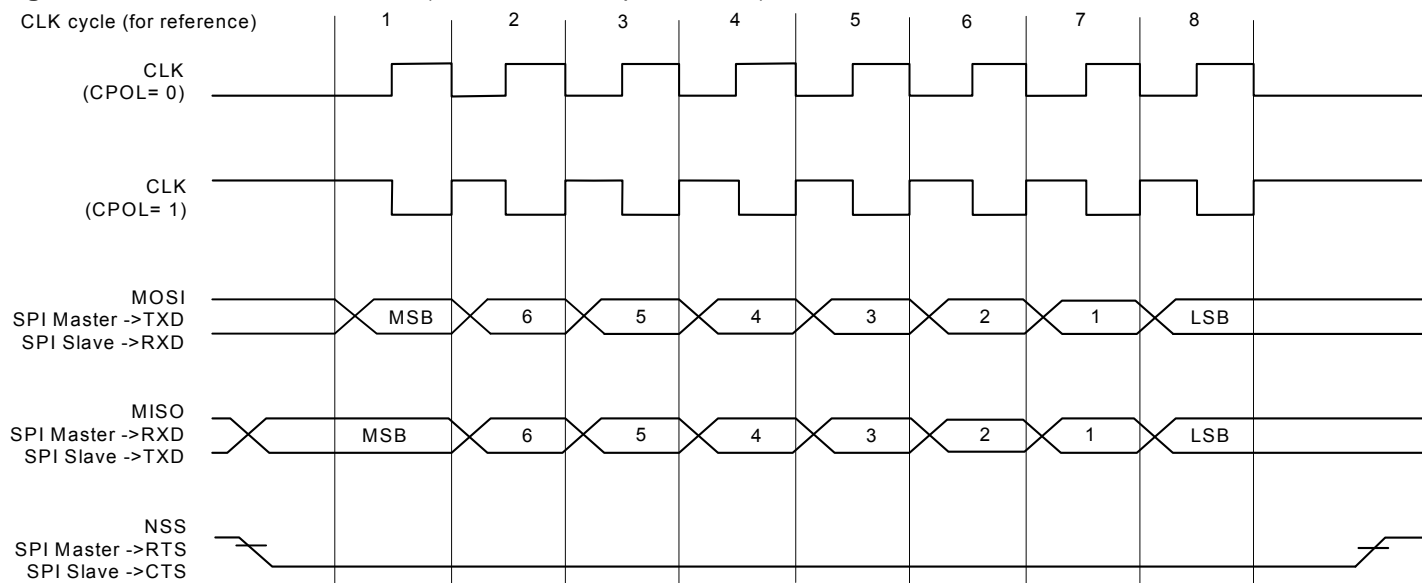 CLK cycle (for reference)
1 2 3 4 5 6 7 8
CLK
(CPOL= 0)
CLK
(CPOL= 1)
MOSI
SPI Master ->TXD
SPI Slave ->RXD
MSB 6 5 4 3 2 1 LSB
MISO
SPI Master ->RXD
SPI Slave ->TXD
MSB 6 5 4 3 2 1 LSB
NSS
SPI Master ->RTS
SPI Slave ->CTS